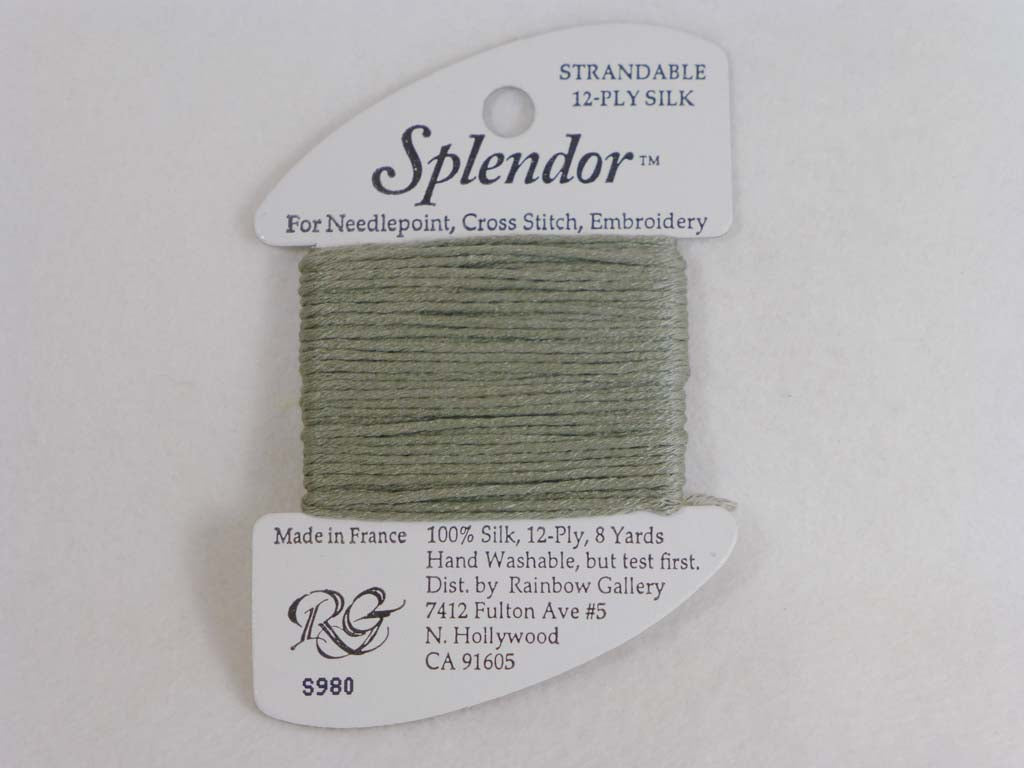 STRANDABLE
12-PLY SILK
Splendor™
For Needlepoint, Cross Stitch, Embroidery
Made in France
RG
S980
100% Silk, 12-Ply, 8 Yards
Hand Washable, but test first.
Dist. by Rainbow Gallery
7412 Fulton Ave #5
N. Hollywood
CA 91605